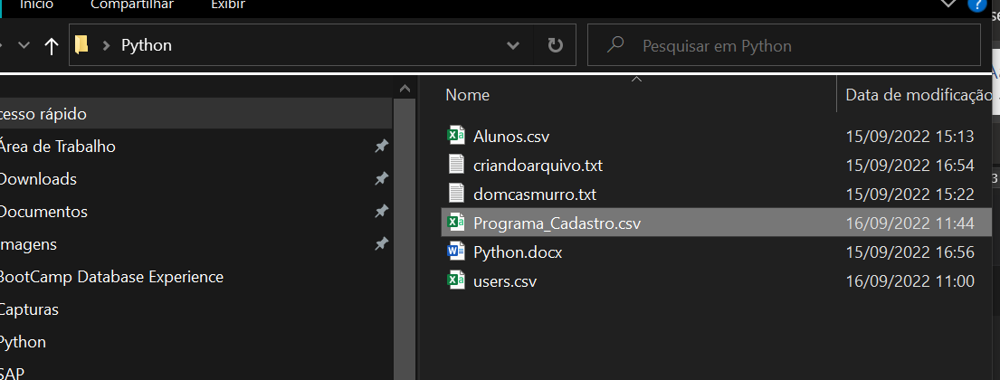 Início Compartilhar Exibir
Python
Pesquisar em Python
Nome Data de modificação
cesso rápido
Área de Trabalho
Downloads
Documentos
magens
BootCamp Database Experience
Capturas
Python
SAP
Alunos.csv 15/09/2022 15:13
criandoarquivo.txt 15/09/2022 16:54
domcasmurro.txt 15/09/2022 15:22
Programa_Cadastro.csv 16/09/2022 11:44
Python.docx 15/09/2022 16:56
users.csv 16/09/2022 11:00
3